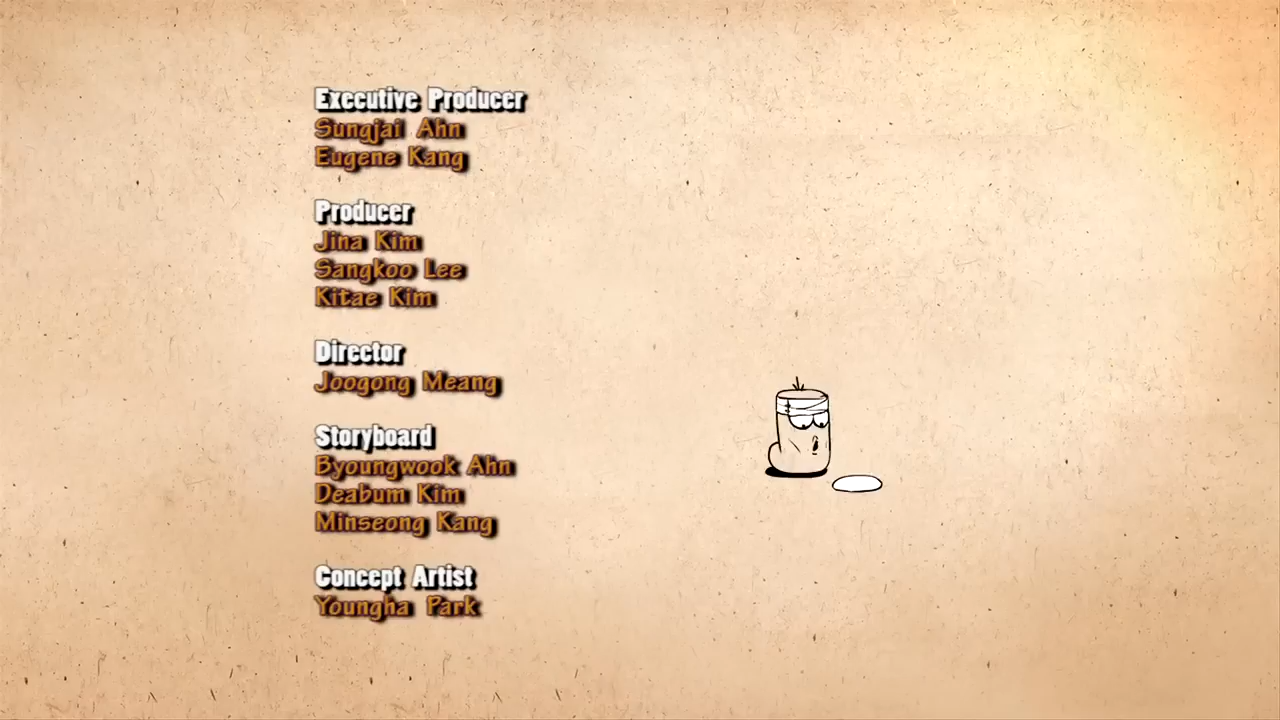 Executive Producer
Sungjai Ahn
Eugene Kang
Producer
Jina Kim
Sangkoo Lee
Kitae Kim
Director
Joogong Meang
Storyboard
Byoungwook Ahn
Deabum Kim
Minseong Kang
Concept Artist
Youngha Park